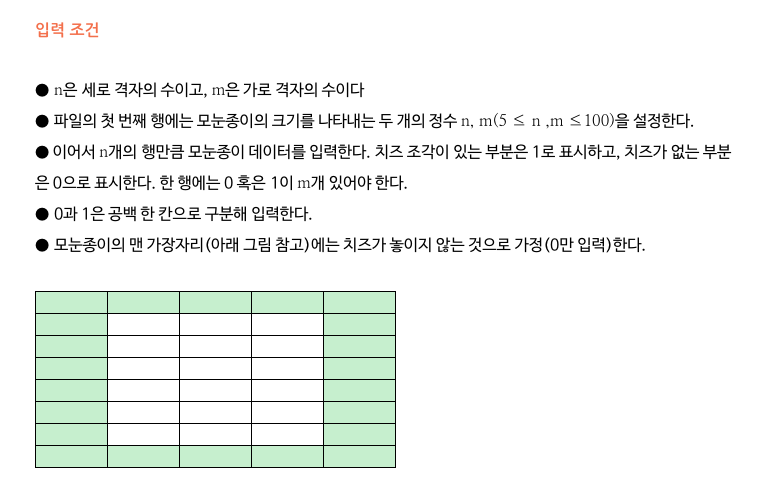 입력 조건
● n은 세로 격자의 수이고, m은 가로 격자의 수이다
● 파일의 첫 번째 행에는 모눈종이의 크기를 나타내는 두 개의 정수 n, m(5 ≤ n ,m ≤100)을 설정한다.
● 이어서 n개의 행만큼 모눈종이 데이터를 입력한다. 치즈 조각이 있는 부분은 1로 표시하고, 치즈가 없는 부분
은 0으로 표시한다. 한 행에는 0 혹은 1이 m개 있어야 한다.
● 0과 1은 공백 한 칸으로 구분해 입력한다.
● 모눈종이의 맨 가장자리(아래 그림 참고)에는 치즈가 놓이지 않는 것으로 가정(0만 입력)한다.